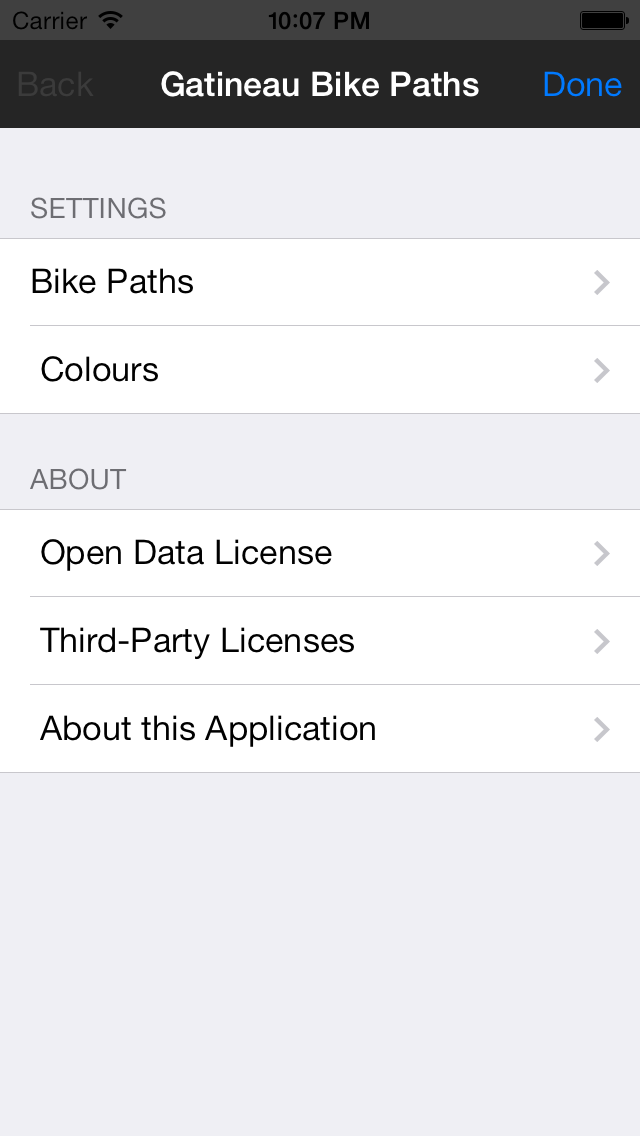 Carrier 10:07 PM
Back Gatineau Bike Paths Done
SETTINGS
Bike Paths
Colours
ABOUT
Open Data License
Third-Party Licenses
About this Application